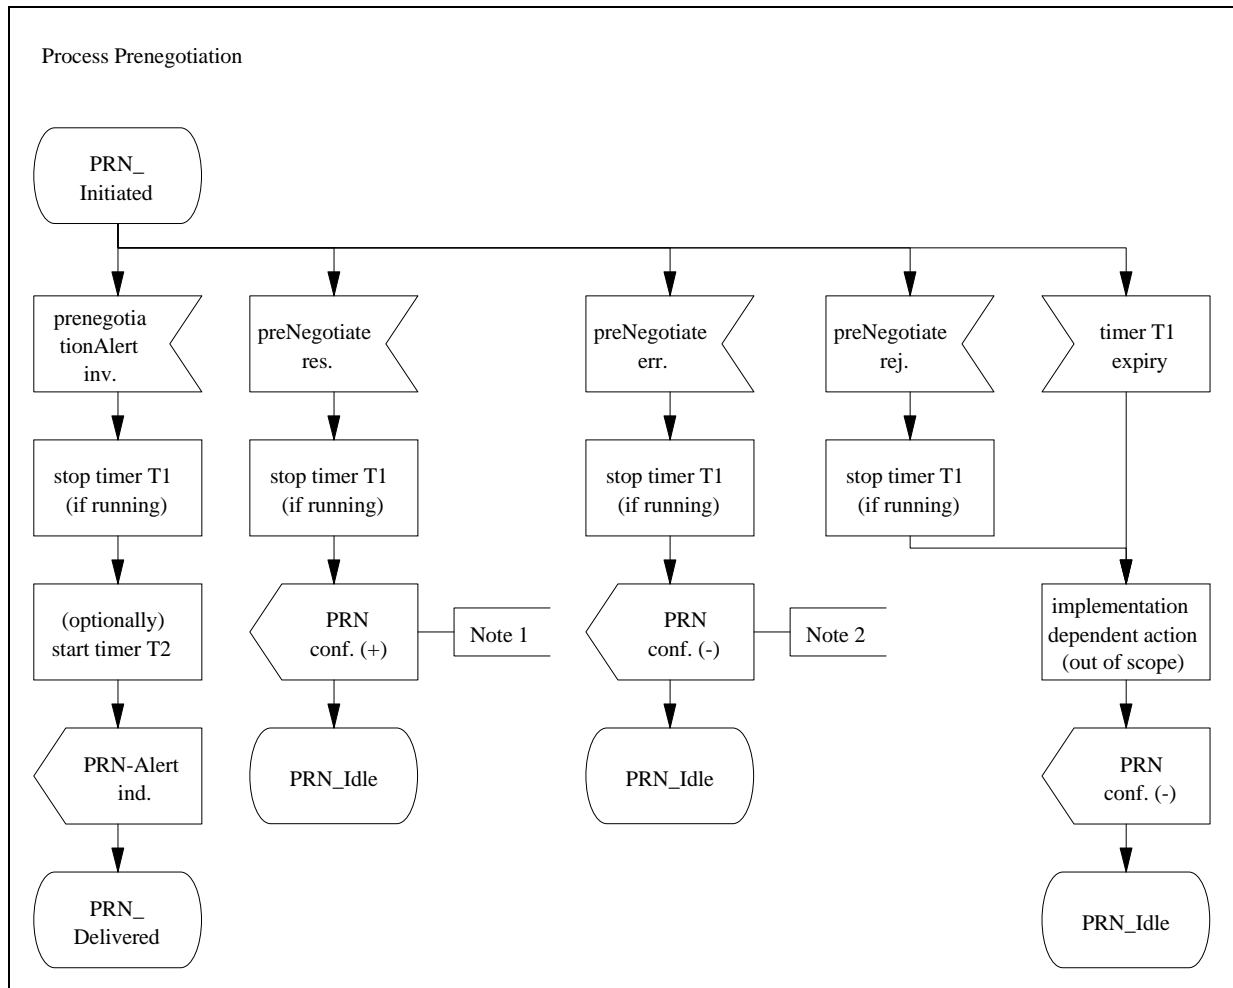 Process Prenegotiation
PRN_
Initiated
prenegotia
tionAlert
inv.
preNegotiate
res.
preNegotiate
err.
preNegotiate
rej.
timer T1
expiry
stop timer T1
(if running)
stop timer T1
(if running)
stop timer T1
(if running)
stop timer T1
(if running)
(optionally)
start timer T2
PRN
conf. (+)
Note 1
PRN
conf. (-)
Note 2
implementation
dependent action
(out of scope)
PRN-Alert
ind.
PRN_Idle
PRN_Idle
PRN
conf. (-)
PRN_
Delivered
PRN_Idle